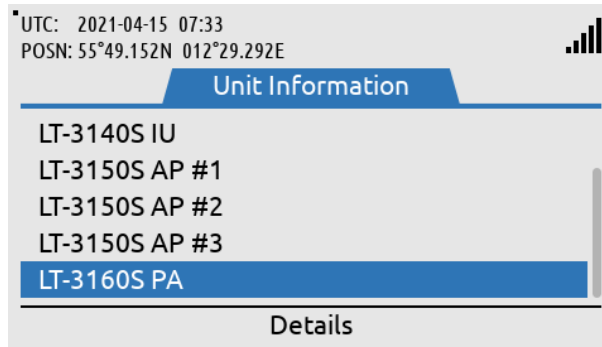 UTC: 2021-04-15 07:33
POSN: 55°49.152N 012°29.292E
Unit Information
LT-3140S IU
LT-3150S AP #1
LT-3150S AP #2
LT-3150S AP #3
LT-3160S PA
Details